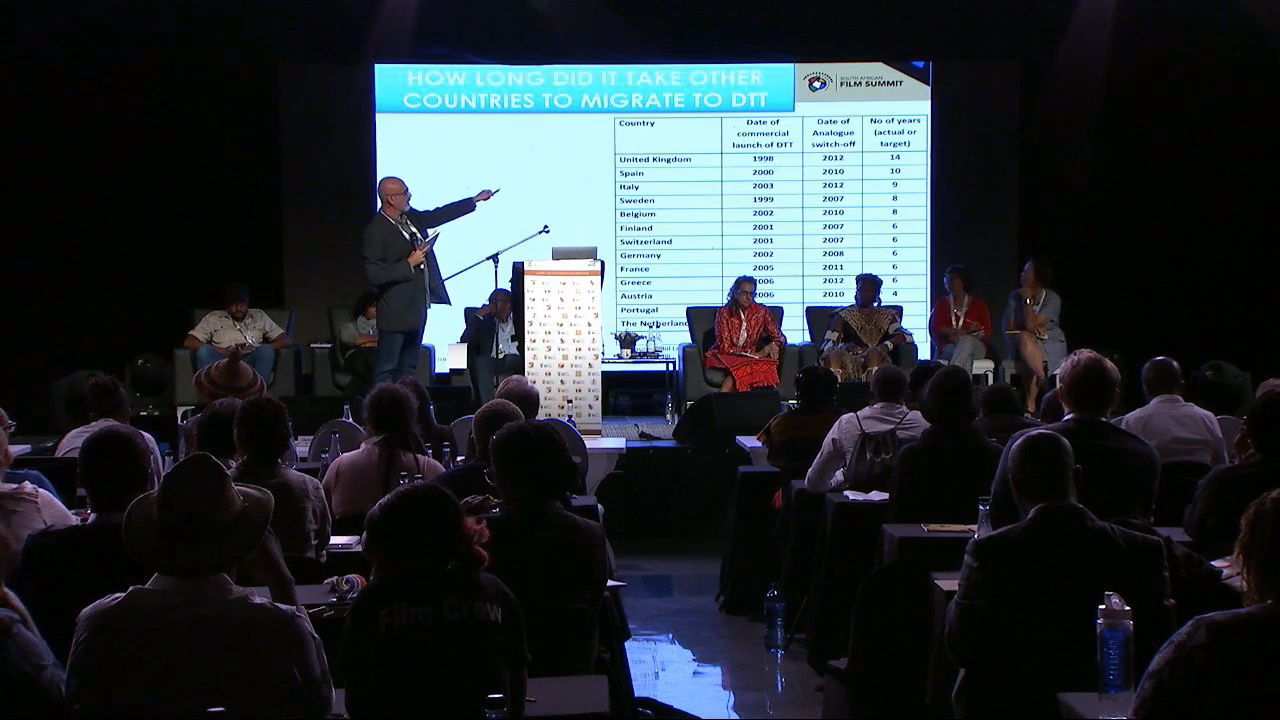 HOW LONG DID IT TAKE OTHER
COUNTRIES TO MIGRATE TO DTT
SOUTH AFRICAN
FILM SUMMIT
Country Date of commercial launch of DTT Date of Analogue switch-off No of years (actual or target)
United Kingdom 1998 2012 14
Spain 2000 2010 10
Italy 2003 2012 9
Sweden 1999 2007 8
Belgium 2002 2010 8
Finland 2001 2007 6
Switzerland 2001 2007 6
Germany 2002 2008 6
France 2005 2011 6
Greece 2006 2012 6
Austria 2006 2010 4
Portugal
The Netherland
Film Crew